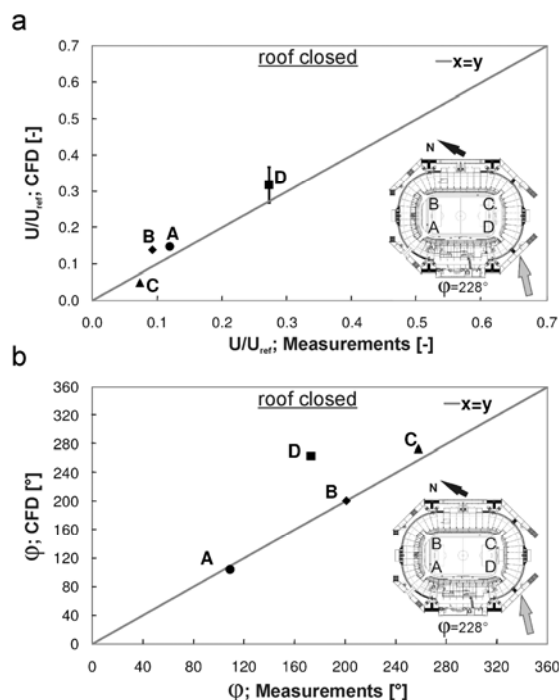 a
roof closed
x=y
0.7
0.6
0.5
0.4
0.3
0.2
0.1
0.0
U/Uref; CFD [-]
D
B A
C
N
B C
A D
φ=228°
0.0 0.1 0.2 0.3 0.4 0.5 0.6 0.7
U/Uref; Measurements [-]
b
roof closed
x=y
360
320
280
240
200
160
120
80
40
0
φ; CFD [°]
C
D
B
A
N
B C
A D
φ=228°
0 40 80 120 160 200 240 280 320 360
φ; Measurements [°]